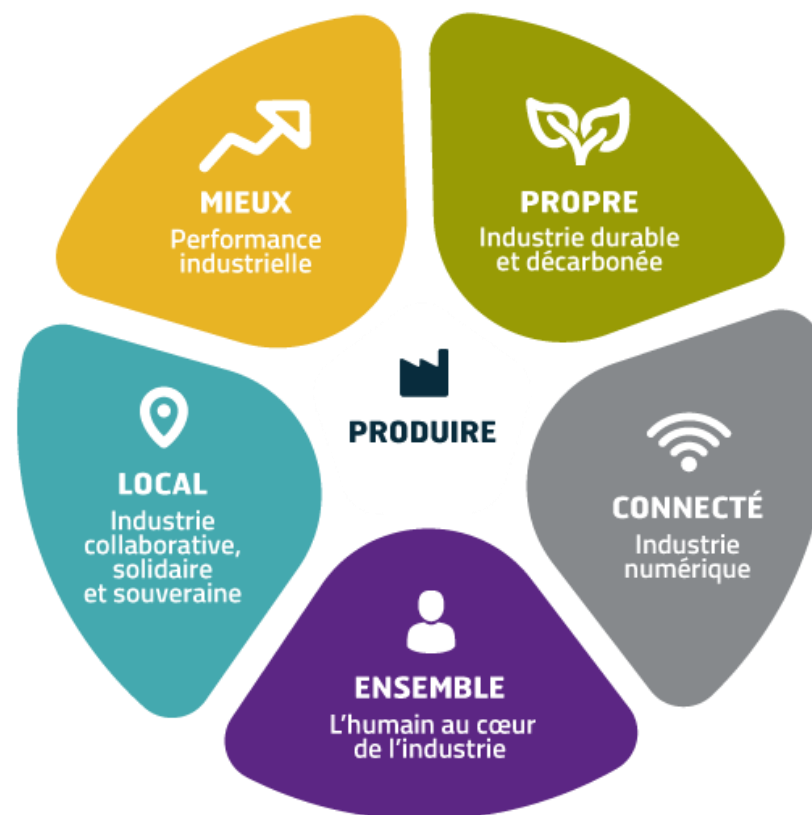 MIEUX
Performance
industrielle
PROPRE
Industrie durable
et décarbonée
PRODUIRE
LOCAL
Industrie
collaborative,
solidaire
et souveraine
CONNECTÉ
Industrie
numérique
ENSEMBLE
L'humain au cœur
de l'industrie